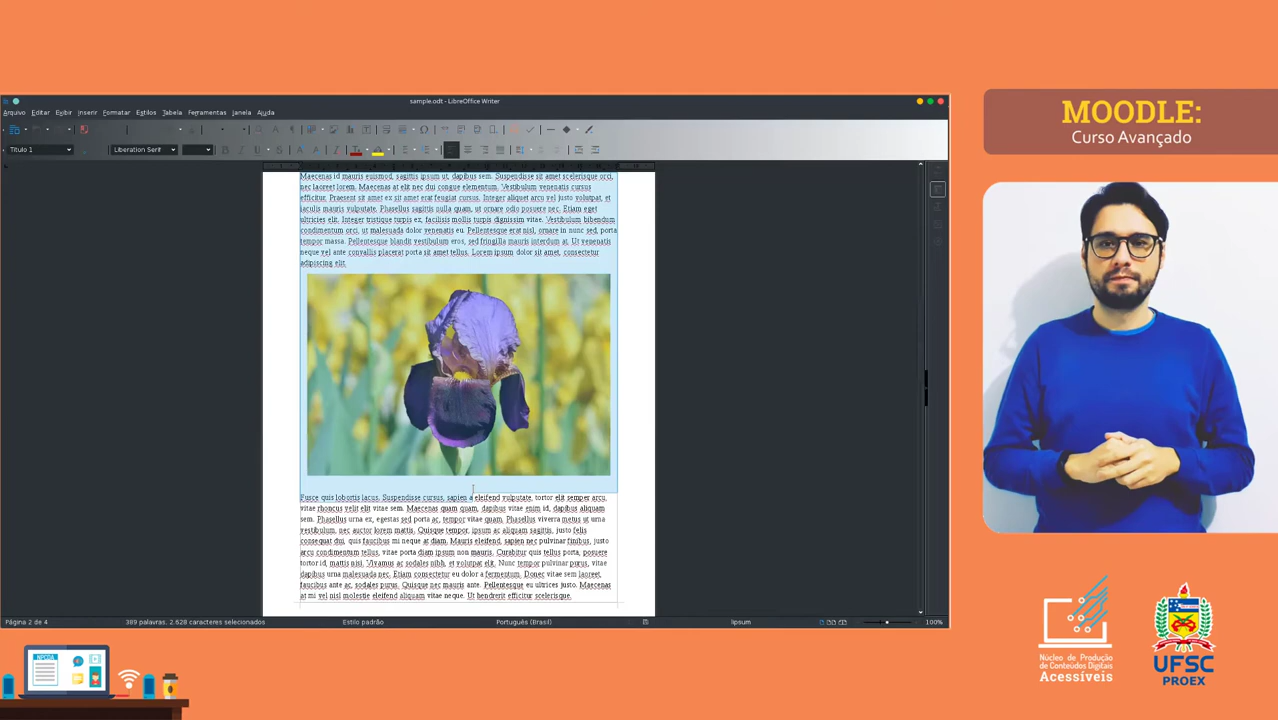 sample.odt - LibreOffice Writer
Arquivo Editar Exibir Inserir Formatar Estilos Tabela Ferramentas Janela Ajuda
Título 1 Liberation Serif
Maecenas id mauris euismod, sagittis ipsum ut, dapibus sem. Suspendisse sit amet scelerisque orci,
nec laoreet lorem. Maecenas at elit nec dui congue elementum. Vestibulum venenatis cursus
efficitur. Praesent sit amet ex sit amet erat feugiat cursus. Integer aliquet arcu vel justo volutpat, et
iaculis mauris vulputate. Phasellus sagittis nulla quam, ut ornare odio posuere nec. Etiam eget
ultricies elit. Integer tristique turpis ex, facilisis mollis turpis dignissim vitae. Vestibulum bibendum
condimentum orci, ut malesuada dolor venenatis eu. Pellentesque erat nisl, ornare in nunc sed, porta
tempor massa. Pellentesque blandit vestibulum eros, sed fringilla mauris interdum at. Ut venenatis
neque vel ante convallis placerat porta sit amet tellus. Lorem ipsum dolor sit amet, consectetur
adipiscing elit.
Fusce quis lobortis lacus. Suspendisse cursus, sapien a eleifend vulputate, tortor elit semper arcu,
vitae rhoncus velit elit vitae sem. Maecenas quam quam, dapibus vitae enim id, dapibus aliquam
sem. Phasellus urna ex, egestas sed porta ac, tempor vitae quam. Phasellus viverra metus ut urna
vestibulum, nec auctor lorem mattis. Quisque tempor, ipsum ac aliquam sagittis, justo felis
consequat dui, quis faucibus mi neque at diam. Mauris eleifend, sapien nec pulvinar finibus, justo
arcu condimentum tellus, vitae porta diam ipsum non mauris. Curabitur quis tellus porta, posuere
tortor id, mattis nisi. Vivamus ac sodales nibh, et volutpat elit. Nunc tempor pulvinar purus, vitae
dapibus urna malesuada nec. Etiam consectetur eu dolor a fermentum. Donec vitae sem laoreet,
faucibus ante ac, sodales purus. Quisque nec mauris ante. Pellentesque eu ultrices justo. Maecenas
at mi vel nisl molestie eleifend aliquam vitae neque. Ut hendrerit efficitur scelerisque.
Página 2 de 4 389 palavras, 2.628 caracteres selecionados Estilo padrão Português (Brasil) lipsum 100%
MOODLE:
Curso Avançado
Núcleo de Produção
de Conteúdos Digitais
Acessíveis
UFSC
PROEX